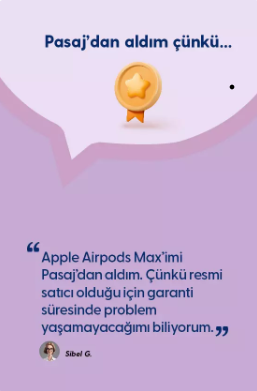 Pasaj'dan aldım çünkü...
“Apple Airpods Max'imi
Pasaj'dan aldım. Çünkü resmi
satıcı olduğu için garanti
süresinde problem
yaşamayacağımı biliyorum.”
Sibel G.